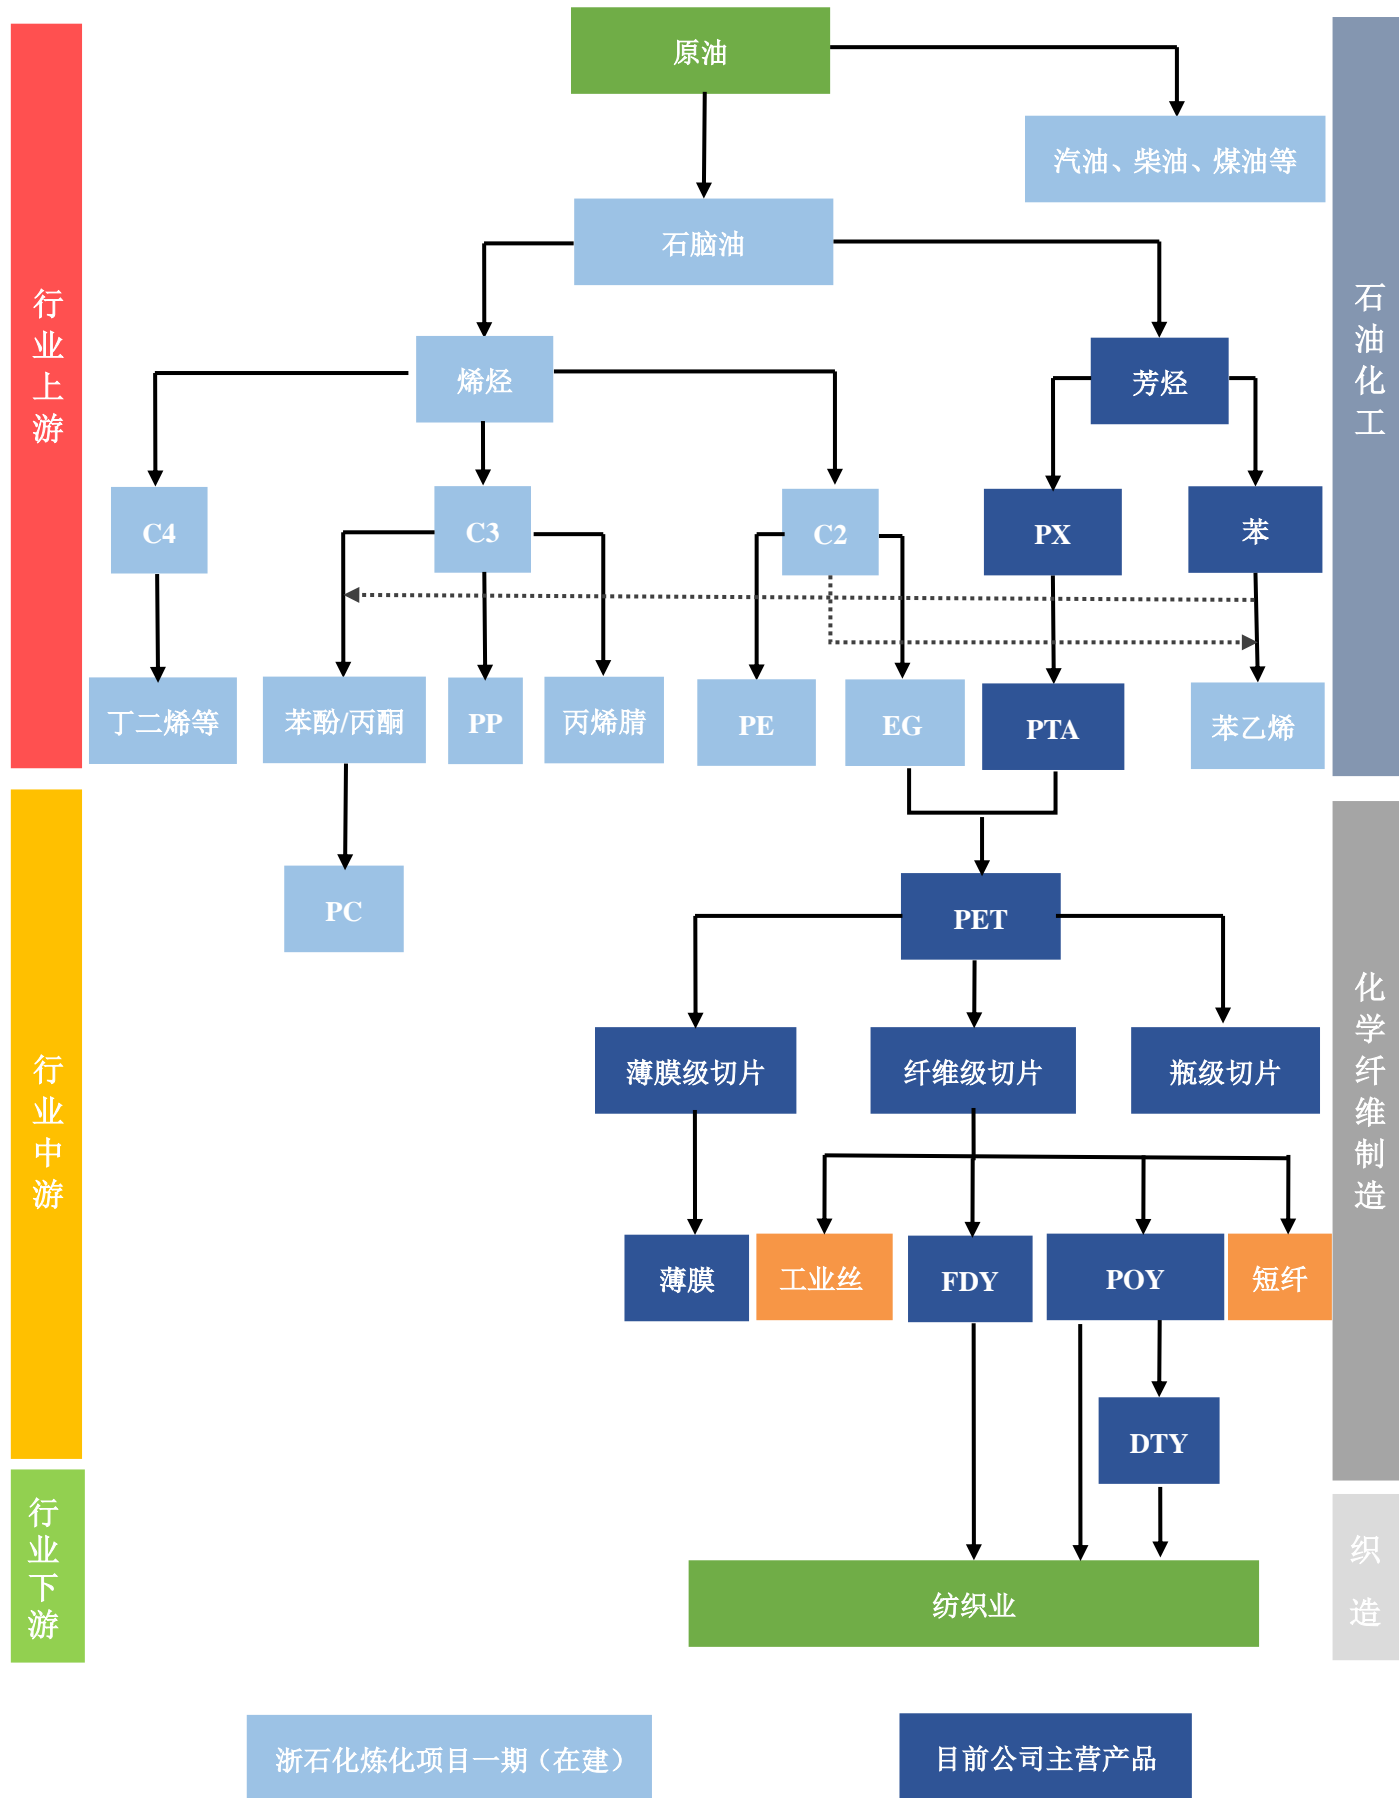 原油
汽油、柴油、煤油等
石脑油
行业上游
石油化工
烯烃
芳烃
C4
C3
C2
PX
苯
丁二烯等
苯酚/丙酮
PP
丙烯腈
PE
EG
PTA
苯乙烯
PC
PET
行业中游
化学纤维制造
薄膜级切片
纤维级切片
瓶级切片
薄膜
工业丝
FDY
POY
短纤
DTY
行业下游
织造
纺织业
浙石化炼化项目一期（在建）
目前公司主营产品